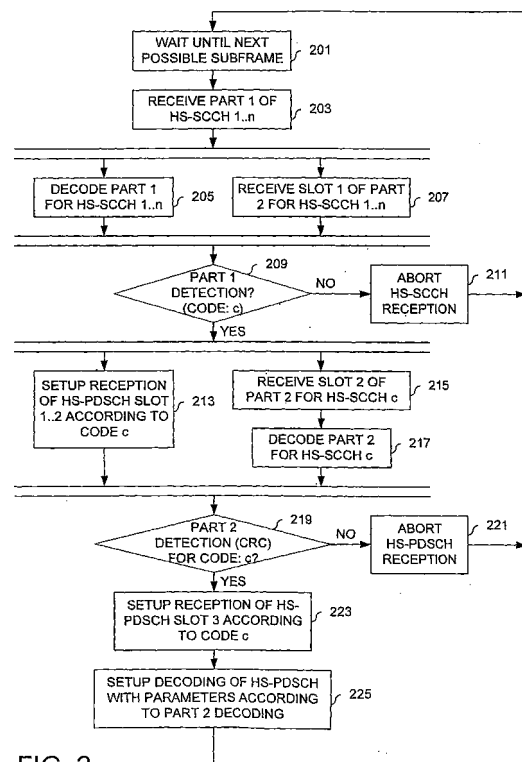 WAIT UNTIL NEXT
POSSIBLE SUBFRAME
201
RECEIVE PART 1 OF
HS-SCCH 1..n
203
DECODE PART 1
FOR HS-SCCH 1..n
205
RECEIVE SLOT 1 OF PART
2 FOR HS-SCCH 1..n
207
209
PART 1
DETECTION?
(CODE: c)
NO
YES
ABORT
HS-SCCH
RECEPTION
211
SETUP RECEPTION
OF HS-PDSCH SLOT
1..2 ACCORDING TO
CODE c
213
RECEIVE SLOT 2 OF
PART 2 FOR HS-SCCH c
215
DECODE PART 2
FOR HS-SCCH c
217
219
PART 2
DETECTION (CRC)
FOR CODE: c?
NO
YES
ABORT
HS-PDSCH
RECEPTION
221
SETUP RECEPTION OF HS-
PDSCH SLOT 3 ACCORDING
TO CODE c
223
SETUP DECODING OF HS-PDSCH
WITH PARAMETERS ACCORDING
TO PART 2 DECODING
225